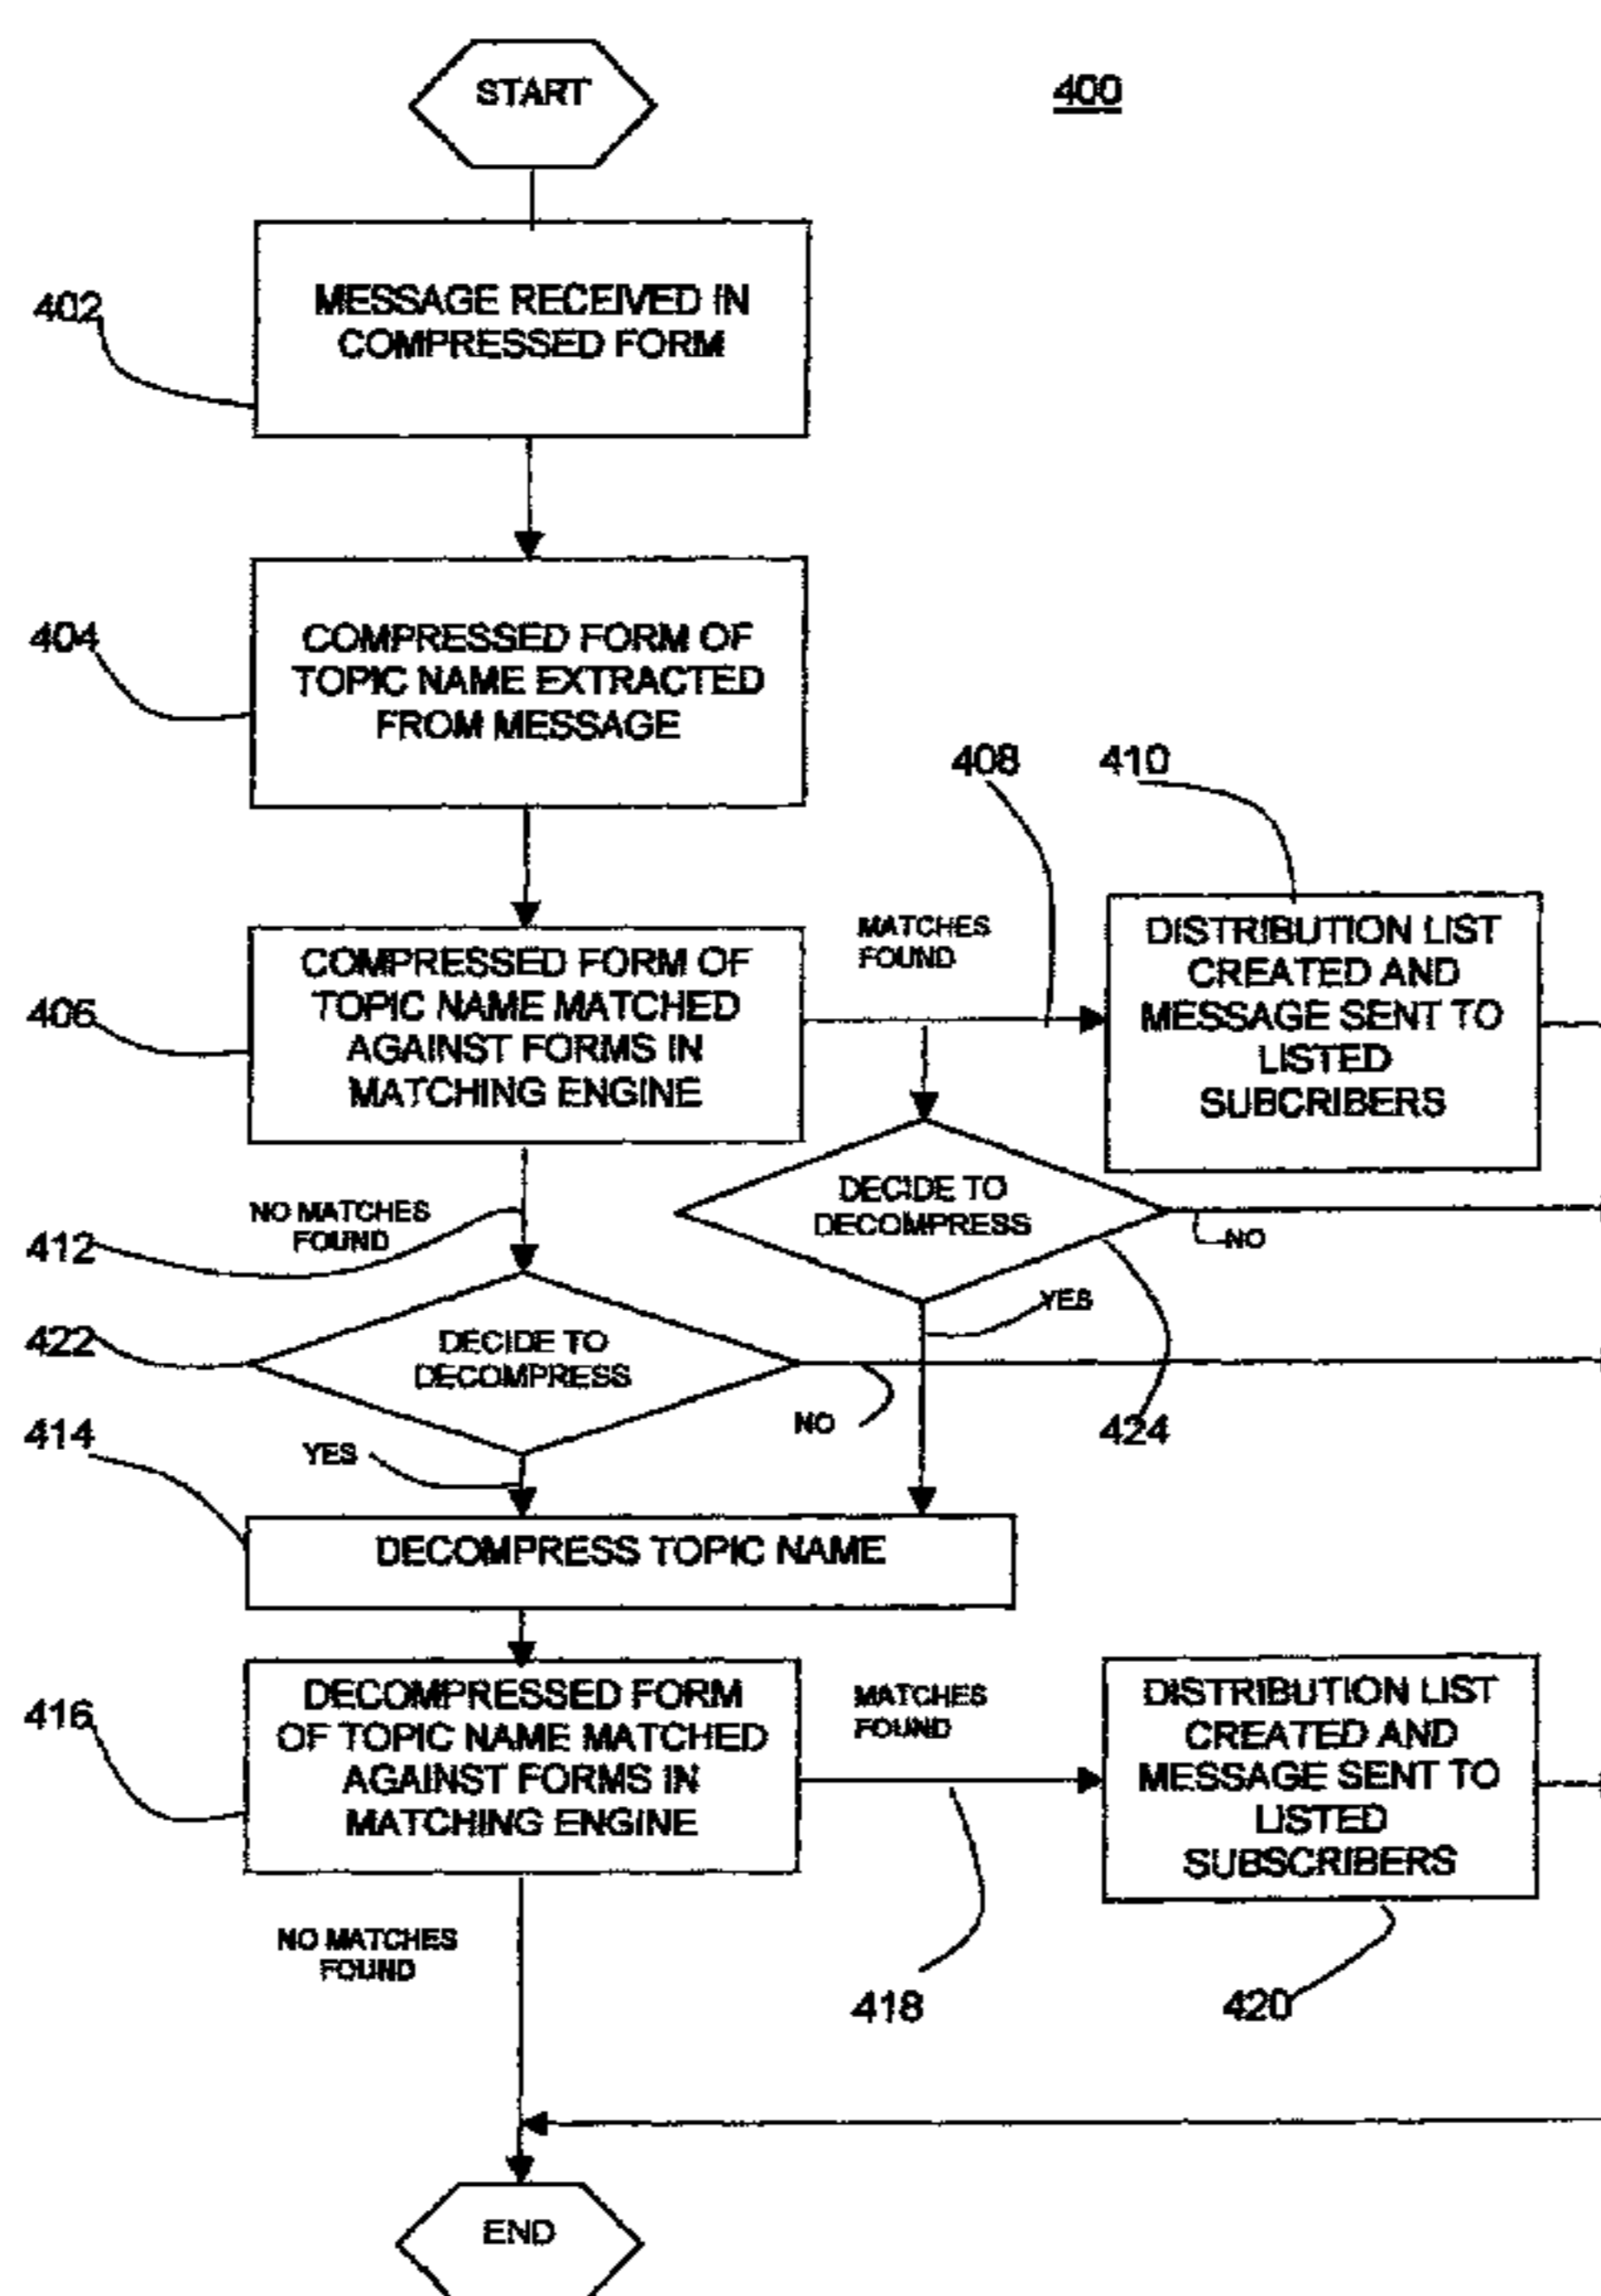 START
400
402
MESSAGE RECEIVED IN
COMPRESSED FORM
404
COMPRESSED FORM OF
TOPIC NAME EXTRACTED
FROM MESSAGE
408
410
406
COMPRESSED FORM OF
TOPIC NAME MATCHED
AGAINST FORMS IN
MATCHING ENGINE
MATCHES
FOUND
DISTRIBUTION LIST
CREATED AND
MESSAGE SENT TO
LISTED
SUBCRIBERS
412
NO MATCHES
FOUND
DECIDE TO
DECOMPRESS
NO
YES
424
422
DECIDE TO
DECOMPRESS
NO
YES
414
DECOMPRESS TOPIC NAME
416
DECOMPRESSED FORM
OF TOPIC NAME MATCHED
AGAINST FORMS IN
MATCHING ENGINE
MATCHES
FOUND
DISTRIBUTION LIST
CREATED AND
MESSAGE SENT TO
LISTED
SUBSCRIBERS
NO MATCHES
FOUND
418
420
END